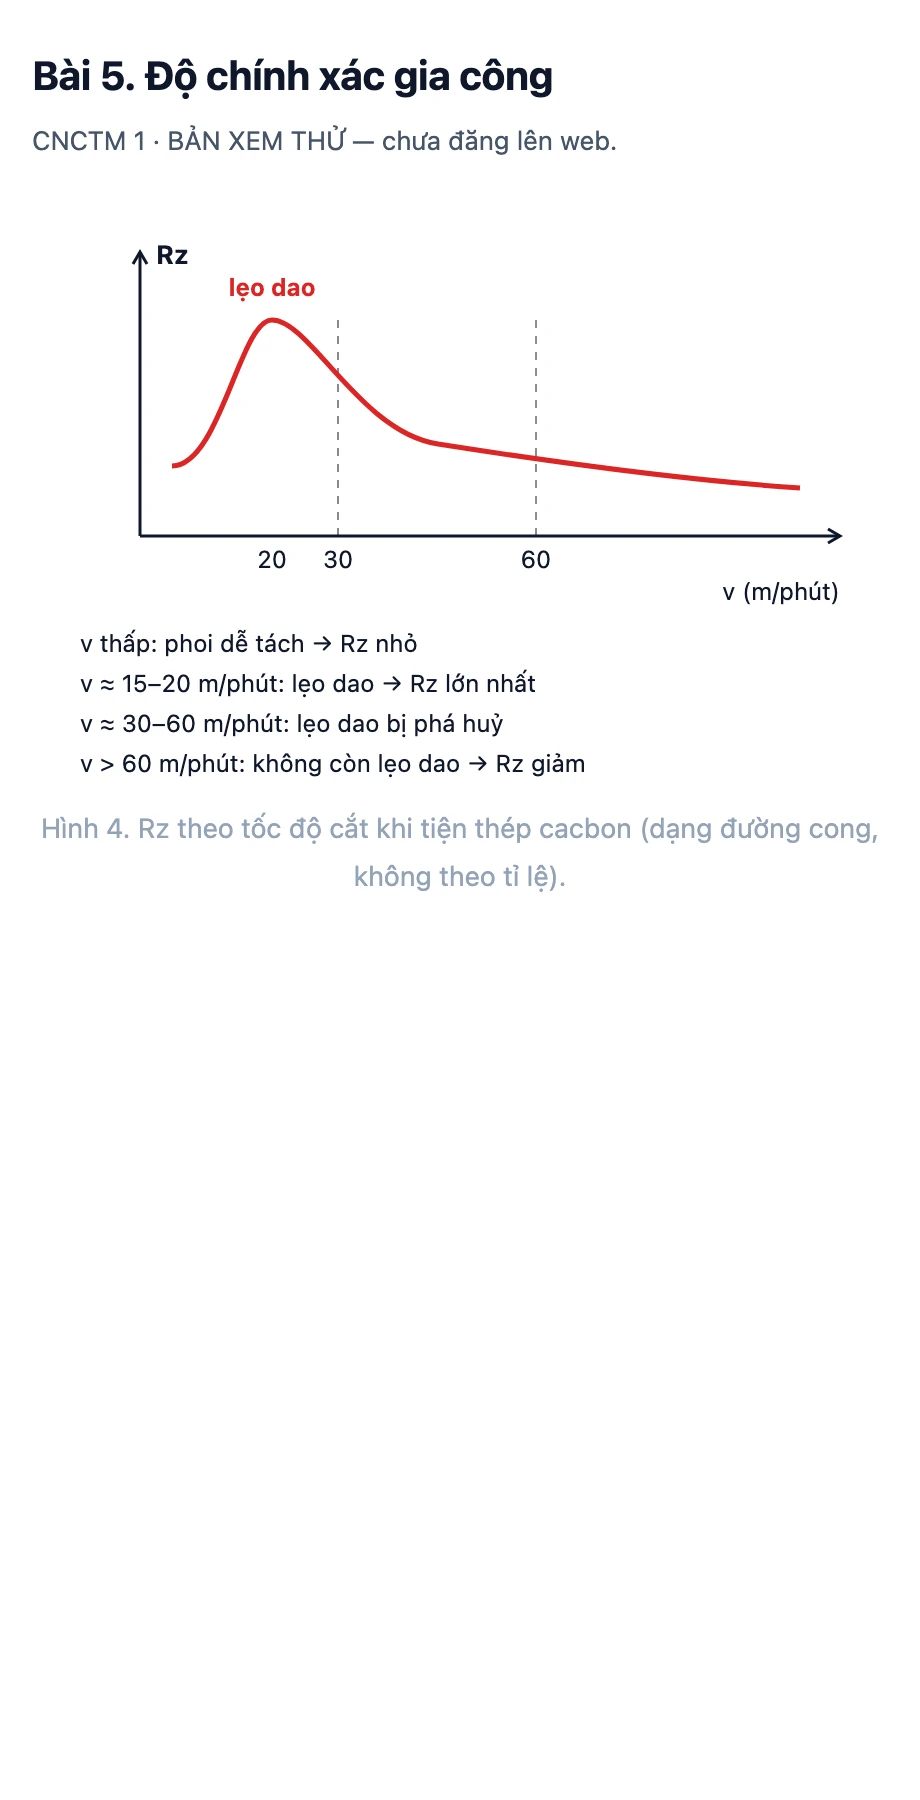 Bài 5. Độ chính xác gia công
CNCTM 1 · BẢN XEM THỬ — chưa đăng lên web.
Rz
lẹo dao
20 30 60
v (m/phút)
v thấp: phoi dễ tách → Rz nhỏ
v ≈ 15–20 m/phút: lẹo dao → Rz lớn nhất
v ≈ 30–60 m/phút: lẹo dao bị phá huỷ
v > 60 m/phút: không còn lẹo dao → Rz giảm
Hình 4. Rz theo tốc độ cắt khi tiện thép cacbon (dạng đường cong,
không theo tỉ lệ).